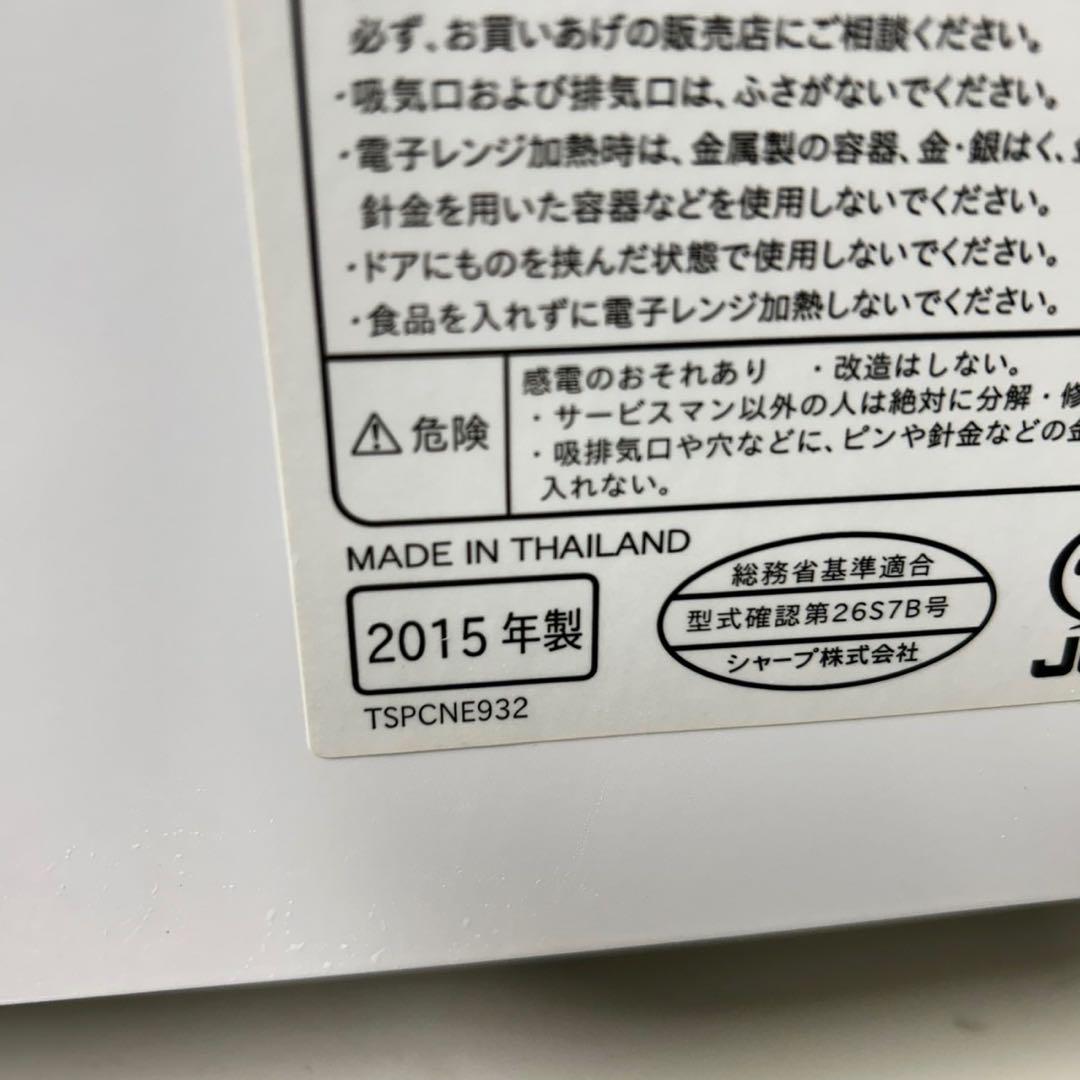 必ず、お買いあげの販売店にご相談ください。
・吸気口および排気口は、ふさがないでください。
・電子レンジ加熱時は、金属製の容器、金・銀はく、
針金を用いた容器などを使用しないでください。
・ドアにものを挟んだ状態で使用しないでください。
・食品を入れずに電子レンジ加熱しないでください。
危険
感電のおそれあり ・改造はしない。
・サービスマン以外の人は絶対に分解・修
・吸排気口や穴などに、ピンや針金などの金
入れない。
MADE IN THAILAND
2015年製
TSPCNE932
総務省基準適合
型式確認第26S7B号
シャープ株式会社